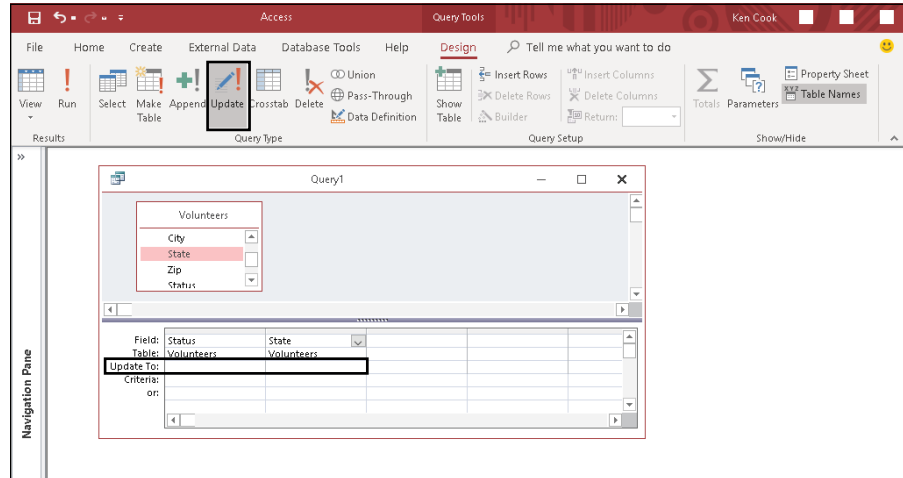 Access Query Tools Ken Cook
File Home Create External Data Database Tools Help Design Tell me what you want to do
View Run Select Make Table Append Update Crosstab Delete
Union
Pass-Through
Data Definition
Show Table
Insert Rows
Delete Rows
Builder
Insert Columns
Delete Columns
Return:
Totals Parameters
Property Sheet
Table Names
Results Query Type Query Setup Show/Hide
Query1
Volunteers
City
State
Zip
Status
Field: Status State
Table: Volunteers Volunteers
Update To:
Criteria:
or:
Navigation Pane